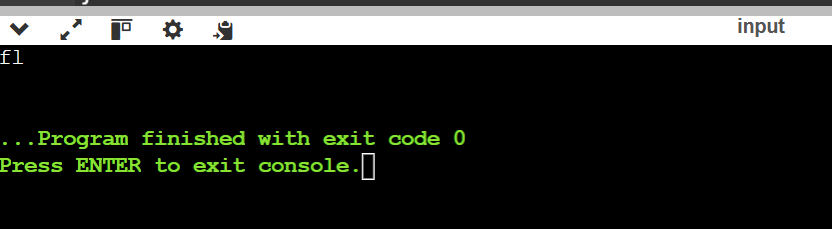 input
fl
...Program finished with exit code 0
Press ENTER to exit console.